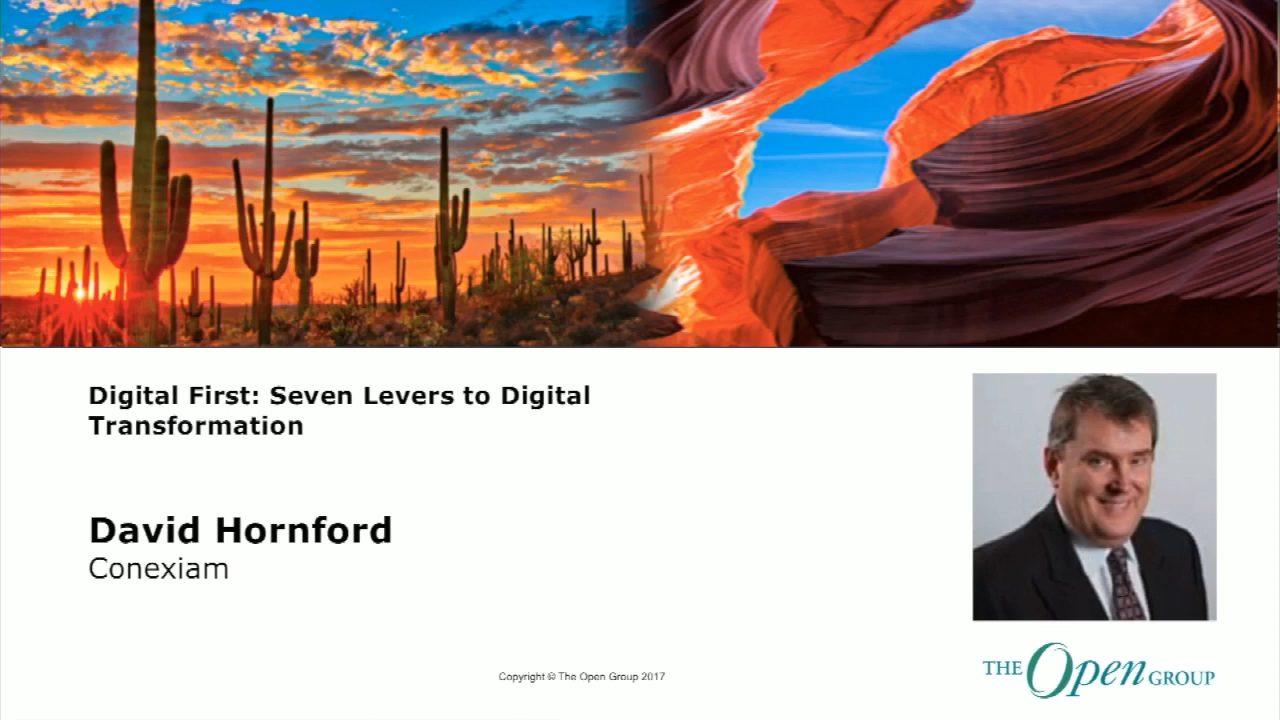 Digital First: Seven Levers to Digital
Transformation
David Hornford
Conexiam
Copyright © The Open Group 2017
THE Open GROUP